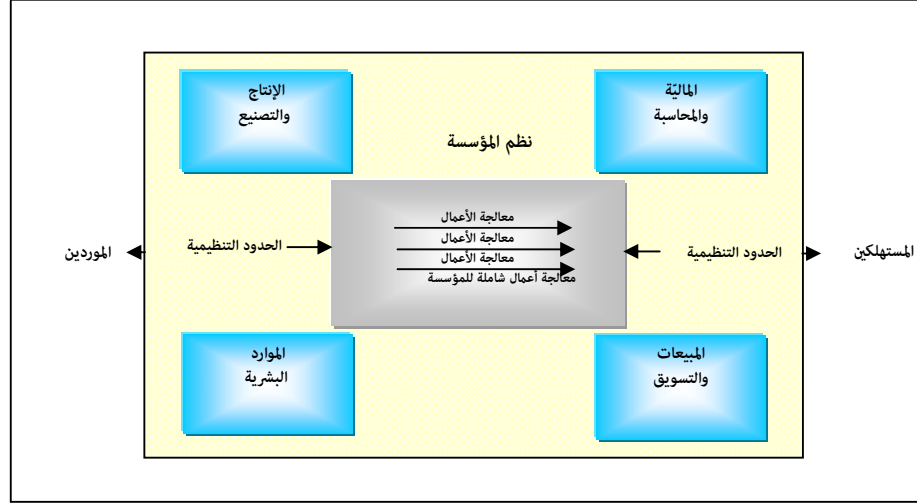 المالیّة
والمحاسبة
الإنتاج
والتصنيع
نظم المؤسسة
معالجة الأعمال
معالجة الأعمال
معالجة الأعمال
معالجة أعمال شاملة للمؤسسة
المستهلكين
الحدود التنظيمية
الحدود التنظيمية
الموردين
المبيعات
والتسويق
الموارد
البشرية